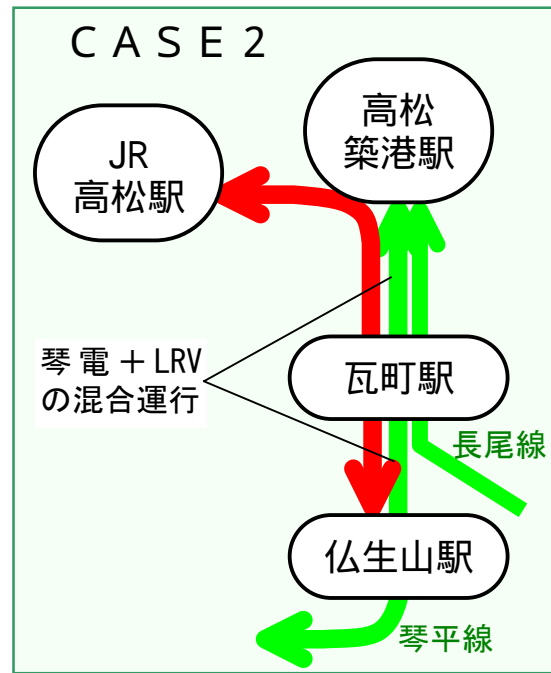 CASE2
JR
高松駅
高松
築港駅
琴電＋LRV
の混合運行
瓦町駅
長尾線
仏生山駅
琴平線